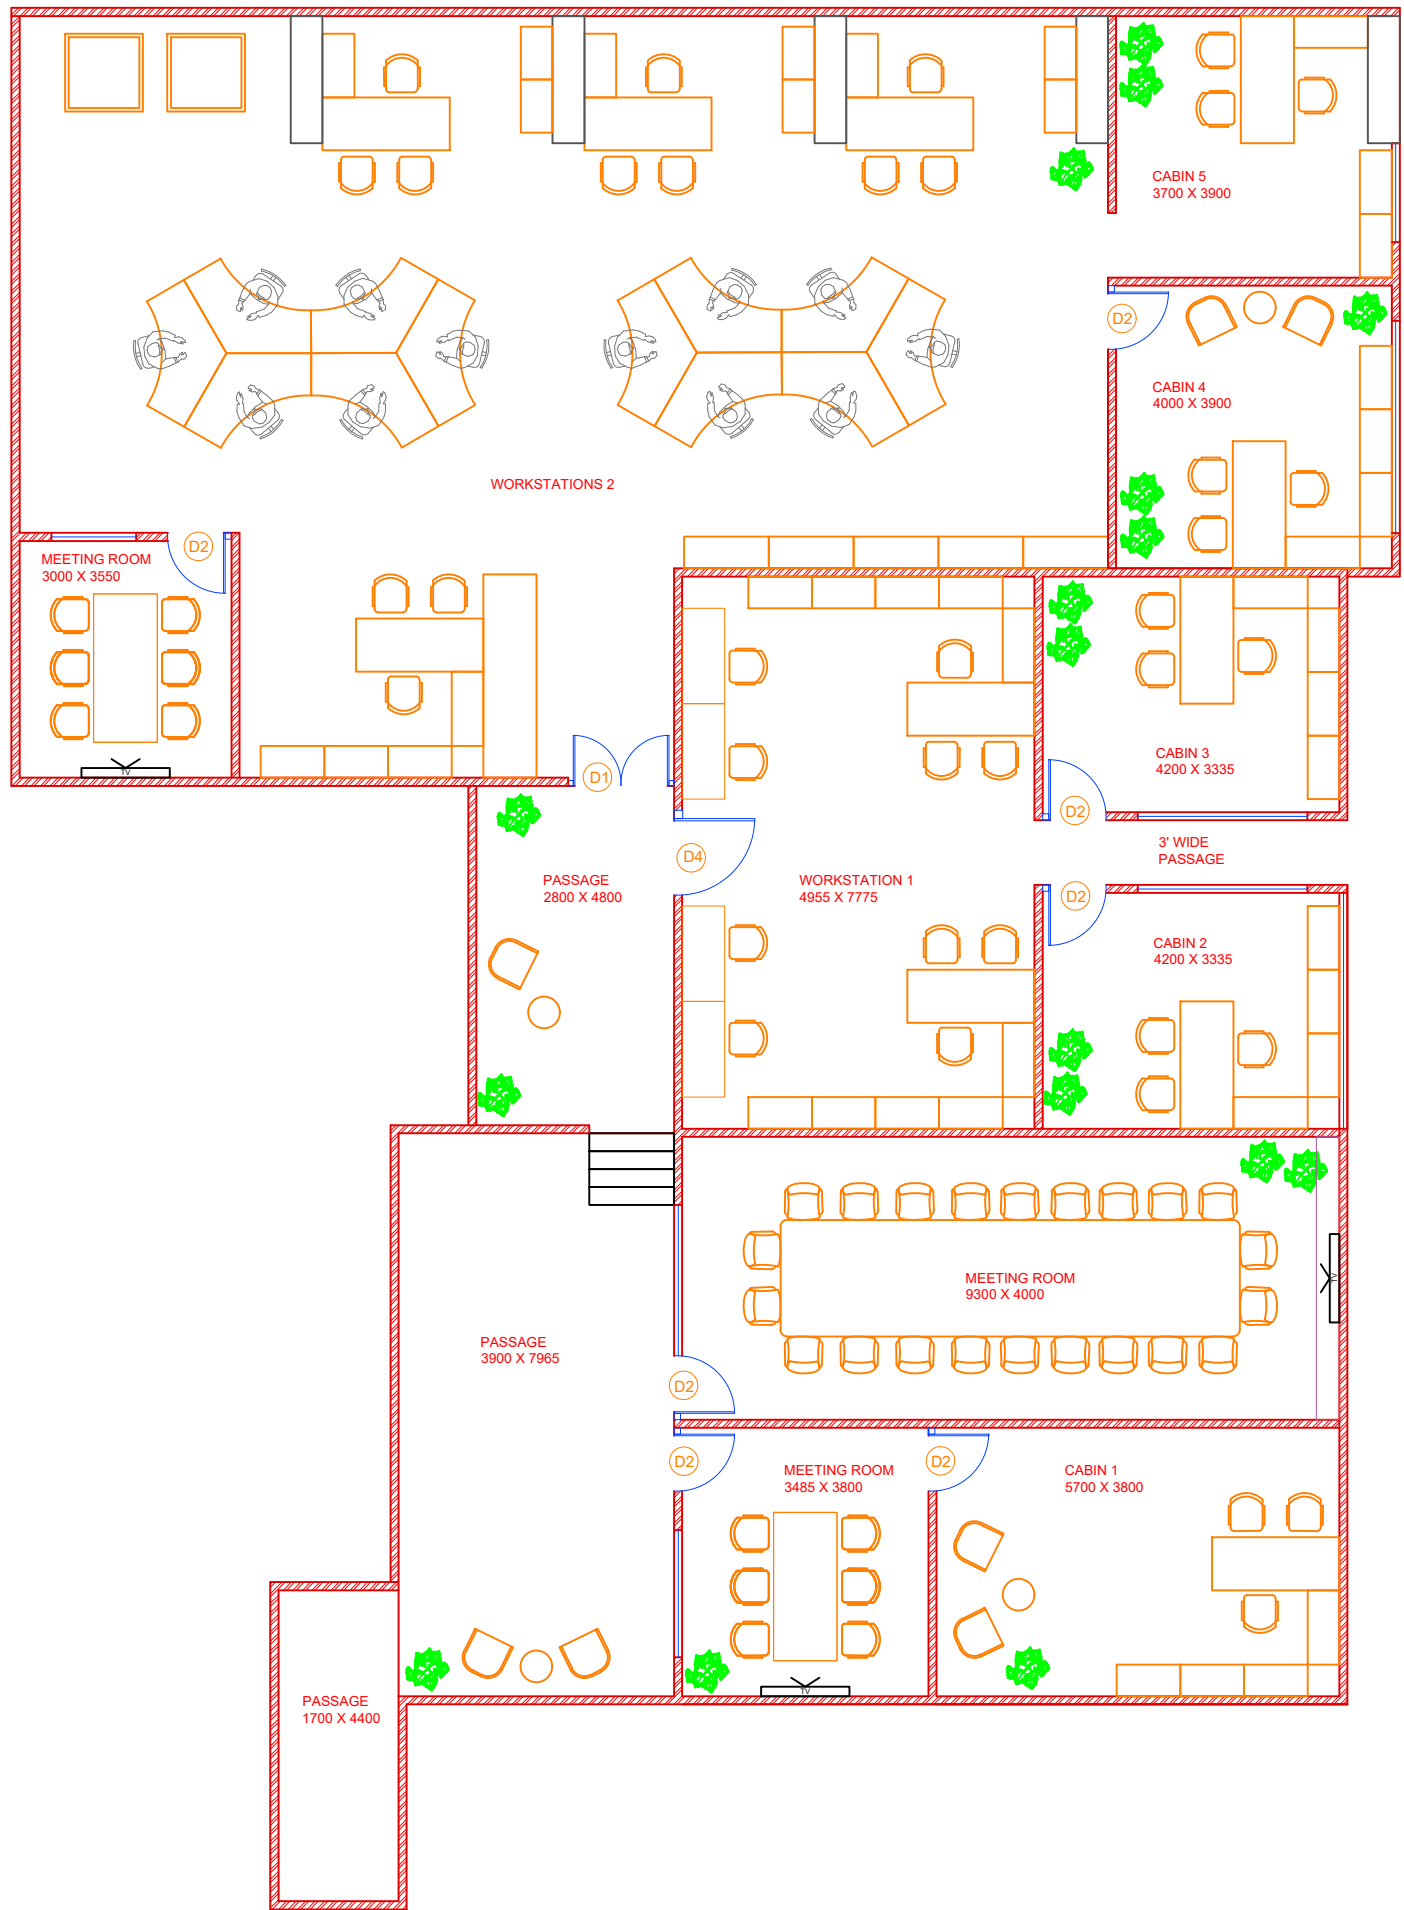 CABIN 5
3700 X 3900
D2
CABIN 4
4000 X 3900
WORKSTATIONS 2
D2
MEETING ROOM
3000 X 3550
TV
D1
CABIN 3
4200 X 3335
D2
3' WIDE
PASSAGE
D4
PASSAGE
2800 X 4800
WORKSTATION 1
4955 X 7775
D2
CABIN 2
4200 X 3335
MEETING ROOM
9300 X 4000
TV
PASSAGE
3900 X 7965
D2
D2
MEETING ROOM
3485 X 3800
D2
CABIN 1
5700 X 3800
TV
PASSAGE
1700 X 4400